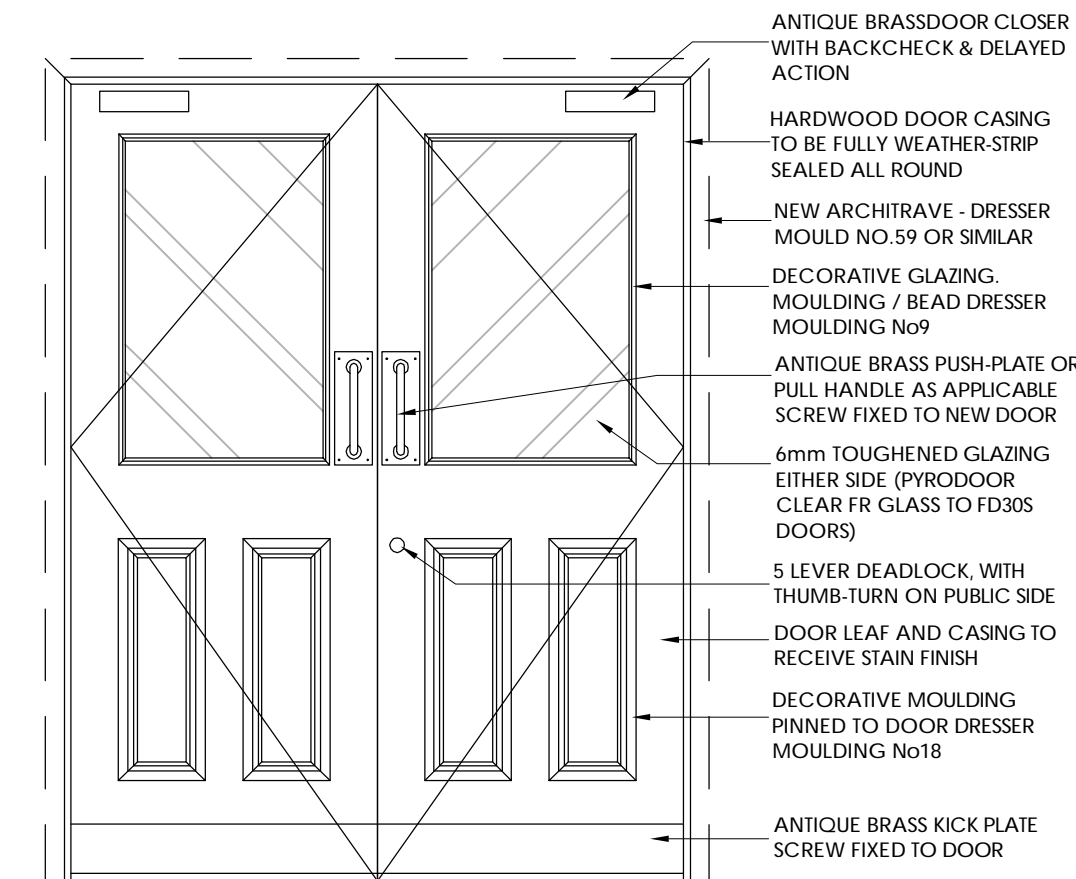 ANTIQUE BRASSDOOR CLOSER
WITH BACKCHECK & DELAYED
ACTION
HARDWOOD DOOR CASING
TO BE FULLY WEATHER-STRIP
SEALED ALL ROUND
NEW ARCHITRAVE - DRESSER
MOULD NO.59 OR SIMILAR
DECORATIVE GLAZING.
MOULDING / BEAD DRESSER
MOULDING No9
ANTIQUE BRASS PUSH-PLATE OR
PULL HANDLE AS APPLICABLE
SCREW FIXED TO NEW DOOR
6mm TOUGHENED GLAZING
EITHER SIDE (PYRODOOR
CLEAR FR GLASS TO FD30S
DOORS)
5 LEVER DEADLOCK, WITH
THUMB-TURN ON PUBLIC SIDE
DOOR LEAF AND CASING TO
RECEIVE STAIN FINISH
DECORATIVE MOULDING
PINNED TO DOOR DRESSER
MOULDING No18
ANTIQUE BRASS KICK PLATE
SCREW FIXED TO DOOR